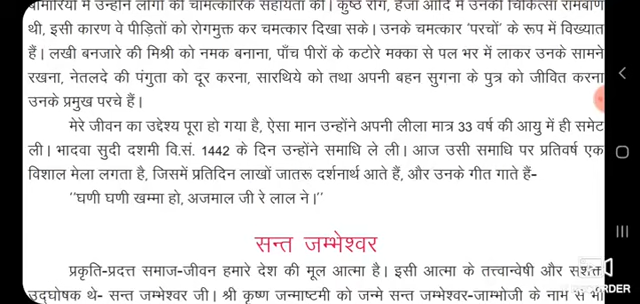 बीमारियों में उन्होंने लोगों की चामत्कारिक सहायता की। कुष्ठ रोग, हैजा आदि में उनकी चिकित्सा रामबाण
थी, इसी कारण वे पीड़ितों को रोगमुक्त कर चमत्कार दिखा सके। उनके चमत्कार 'परचों' के रूप में विख्यात
हैं। लखी बनजारे की मिश्री को नमक बनाना, पाँच पीरों के कटोरे मक्का से पल भर में लाकर उनके सामने
रखना, नेतलदे की पंगुता को दूर करना, सारथिये को तथा अपनी बहन सुगना के पुत्र को जीवित करना
उनके प्रमुख परचे हैं।
मेरे जीवन का उद्देश्य पूरा हो गया है, ऐसा मान उन्होंने अपनी लीला मात्र 33 वर्ष की आयु में ही समेट
ली। भादवा सुदी दशमी वि.सं. 1442 के दिन उन्होंने समाधि ले ली। आज उसी समाधि पर प्रतिवर्ष एक
विशाल मेला लगता है, जिसमें प्रतिदिन लाखों जातरू दर्शनार्थ आते हैं, और उनके गीत गाते हैं-
"घणी घणी खम्मा हो, अजमाल जी रे लाल ने।"
सन्त जम्भेश्वर
प्रकृति-प्रदत्त समाज-जीवन हमारे देश की मूल आत्मा है। इसी आत्मा के तत्त्वान्वेषी और सशक्त
उद्घोषक थे- सन्त जम्भेश्वर जी। श्री कृष्ण जन्माष्टमी को जन्मे सन्त जम्भेश्वर-जाम्भोजी के नाम से भी